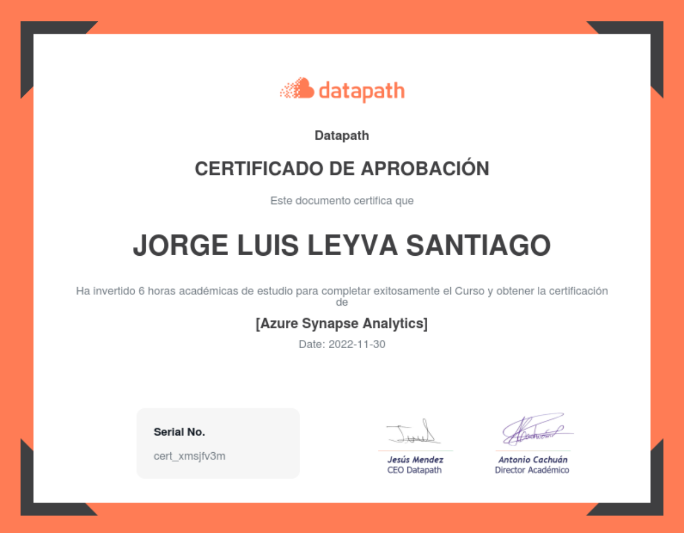 datapath
Datapath
CERTIFICADO DE APROBACIÓN
Este documento certifica que
JORGE LUIS LEYVA SANTIAGO
Ha invertido 6 horas académicas de estudio para completar exitosamente el Curso y obtener la certificación
de
[Azure Synapse Analytics]
Date: 2022-11-30
Serial No.
cert_xmsjfv3m
Jesús Mendez
CEO Datapath
Antonio Cachuán
Director Académico